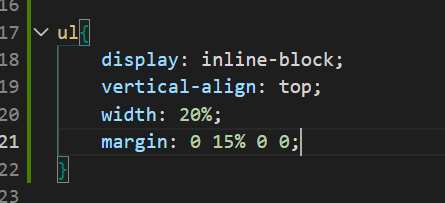 16
17 ul{
18 display: inline-block;
19 vertical-align: top;
20 width: 20%;
21 margin: 0 15% 0 0;
22 }